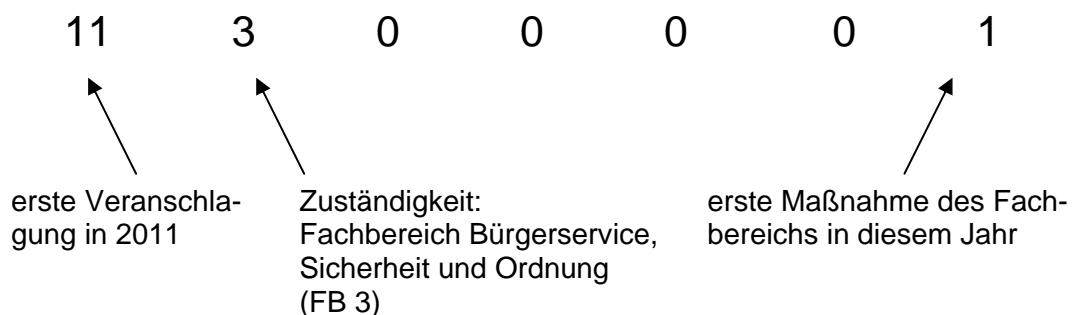 11 3 0 0 0 0 1
erste Veranschla-
gung in 2011
Zuständigkeit:
Fachbereich Bürgerservice,
Sicherheit und Ordnung
(FB 3)
erste Maßnahme des Fach-
bereichs in diesem Jahr